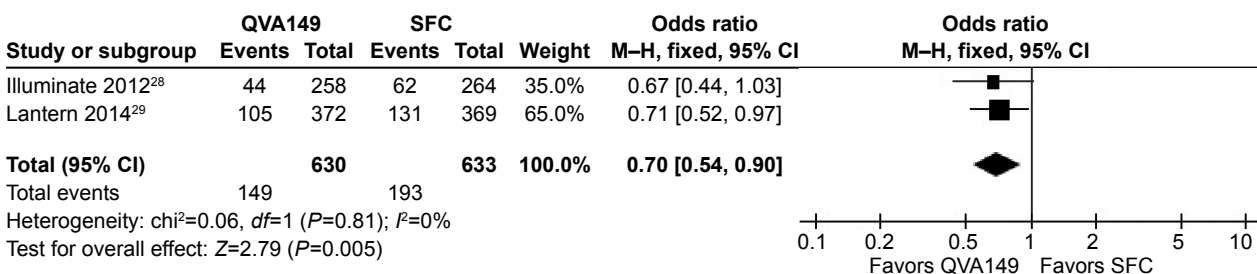 QVA149 SFC Odds ratio Odds ratio
Study or subgroup Events Total Events Total Weight M–H, fixed, 95% CI M–H, fixed, 95% CI
Illuminate 2012²⁸ 44 258 62 264 35.0% 0.67 [0.44, 1.03]
Lantern 2014²⁹ 105 372 131 369 65.0% 0.71 [0.52, 0.97]
Total (95% CI) 630 633 100.0% 0.70 [0.54, 0.90]
Total events 149 193
Heterogeneity: chi²=0.06, df=1 (P=0.81); I²=0%
Test for overall effect: Z=2.79 (P=0.005)
0.1 0.2 0.5 1 2 5 10
Favors QVA149 Favors SFC